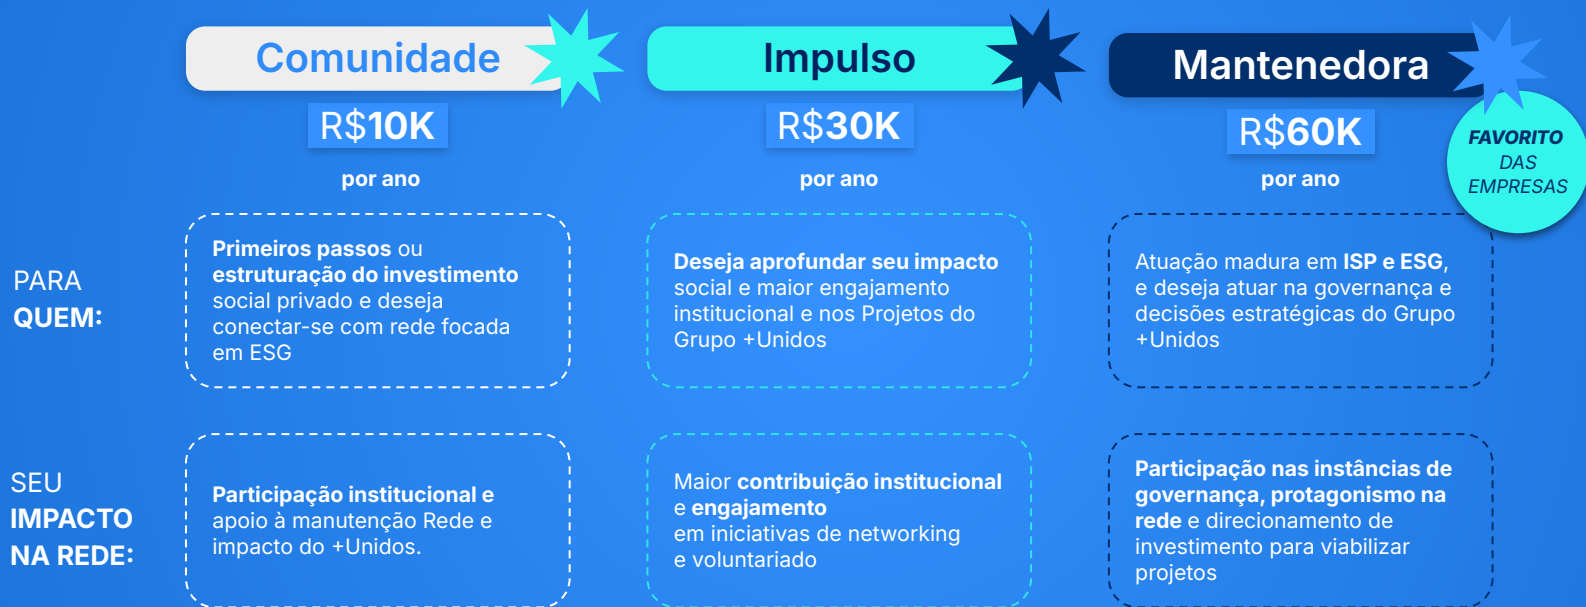 Comunidade
R$10K
por ano
Impulso
R$30K
por ano
Mantenedora
R$60K
por ano
FAVORITO
DAS
EMPRESAS
PARA
QUEM:
Primeiros passos ou
estruturação do investimento
social privado e deseja
conectar-se com rede focada
em ESG
Deseja aprofundar seu impacto
social e maior engajamento
institucional e nos Projetos do
Grupo +Unidos
Atuação madura em ISP e ESG,
e deseja atuar na governança e
decisões estratégicas do Grupo
+Unidos
SEU
IMPACTO
NA REDE:
Participação institucional e
apoio à manutenção Rede e
impacto do +Unidos.
Maior contribuição institucional
e engajamento
em iniciativas de networking
e voluntariado
Participação nas instâncias de
governança, protagonismo na
rede e direcionamento de
investimento para viabilizar
projetos